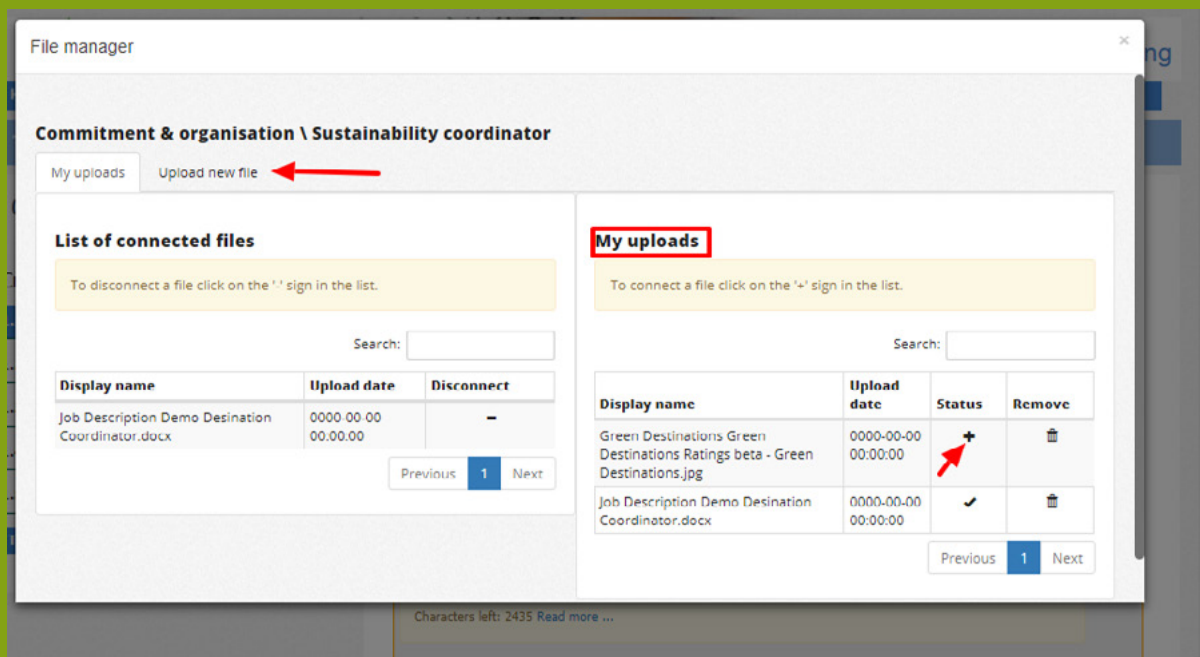 File manager
×
ng
Commitment & organisation \ Sustainability coordinator
My uploads
Upload new file
List of connected files
To disconnect a file click on the '-' sign in the list.
Search:
Display name
Upload date
Disconnect
Job Description Demo Desination
Coordinator.docx
0000-00-00
00:00:00
Previous
1
Next
My uploads
To connect a file click on the '+' sign in the list.
Search:
Display name
Upload
date
Status
Remove
Green Destinations Green
Destinations Ratings beta - Green
Destinations.jpg
0000-00-00
00:00:00
Job Description Demo Desination
Coordinator.docx
0000-00-00
00:00:00
Previous
1
Next
Characters left: 2435 Read more ...